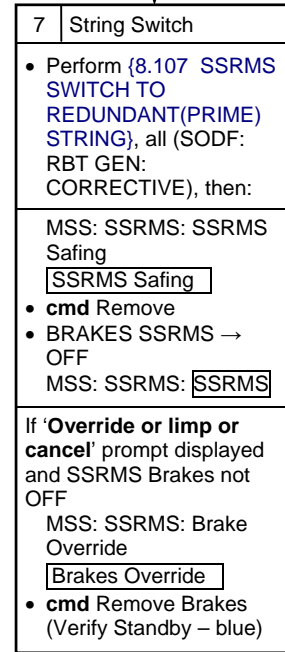 7 String Switch
• Perform {8.107 SSRMS
SWITCH TO
REDUNDANT(PRIME)
STRING}, all (SODF:
RBT GEN:
CORRECTIVE), then:
MSS: SSRMS: SSRMS
Safing
SSRMS Safing
• cmd Remove
• BRAKES SSRMS →
OFF
MSS: SSRMS: SSRMS
If ‘Override or limp or
cancel’ prompt displayed
and SSRMS Brakes not
OFF
MSS: SSRMS: Brake
Override
Brakes Override
• cmd Remove Brakes
(Verify Standby – blue)